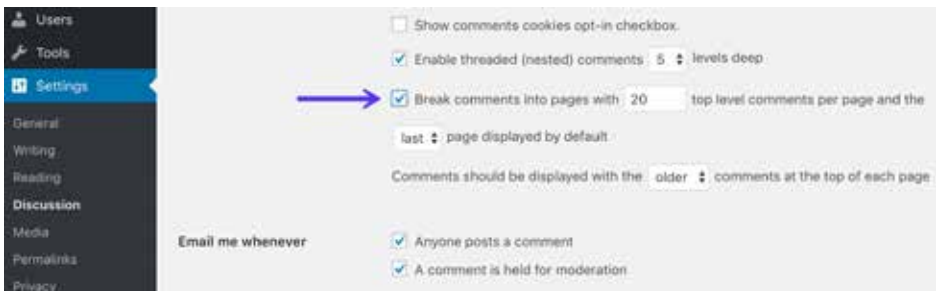 Users
Tools
Settings
General
Writing
Reading
Discussion
Media
Permalinks
Privacy
Show comments cookies opt-in checkbox.
Enable threaded (nested) comments 5 levels deep
Break comments into pages with 20 top level comments per page and the
last page displayed by default
Comments should be displayed with the older comments at the top of each page
Email me whenever
Anyone posts a comment
A comment is held for moderation